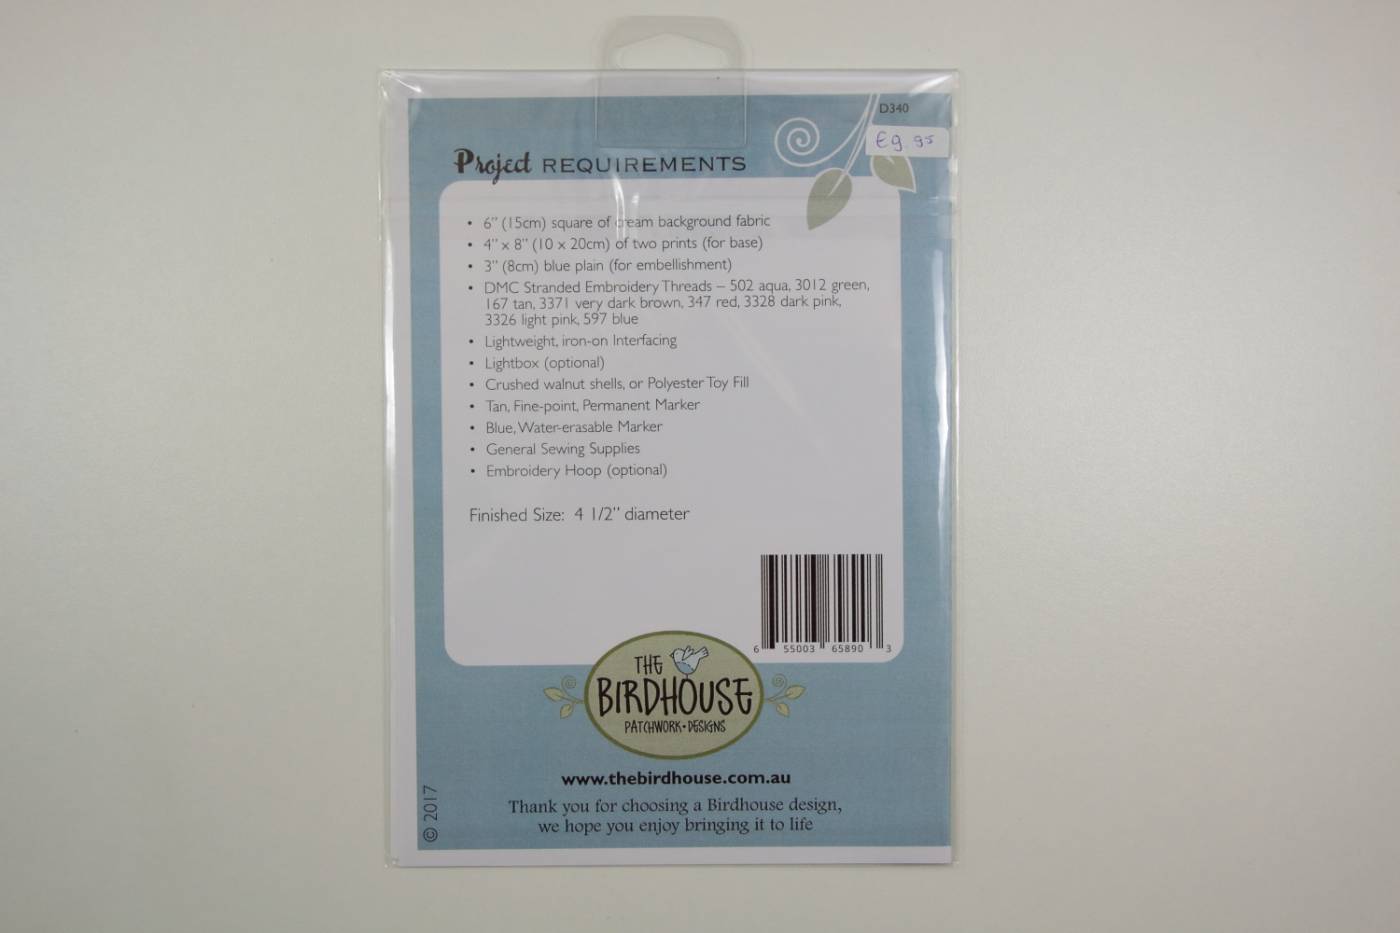 D340
€9.95
Project REQUIREMENTS
• 6" (15cm) square of cream background fabric
• 4" x 8" (10 x 20cm) of two prints (for base)
• 3" (8cm) blue plain (for embellishment)
• DMC Stranded Embroidery Threads – 502 aqua, 3012 green,
167 tan, 3371 very dark brown, 347 red, 3328 dark pink,
3326 light pink, 597 blue
• Lightweight, iron-on Interfacing
• Lightbox (optional)
• Crushed walnut shells, or Polyester Toy Fill
• Tan, Fine-point, Permanent Marker
• Blue, Water-erasable Marker
• General Sewing Supplies
• Embroidery Hoop (optional)
Finished Size: 4 1/2" diameter
6 55003 65890 3
THE
BIRDHOUSE
PATCHWORK • DESIGNS
www.thebirdhouse.com.au
Thank you for choosing a Birdhouse design,
we hope you enjoy bringing it to life
© 2017